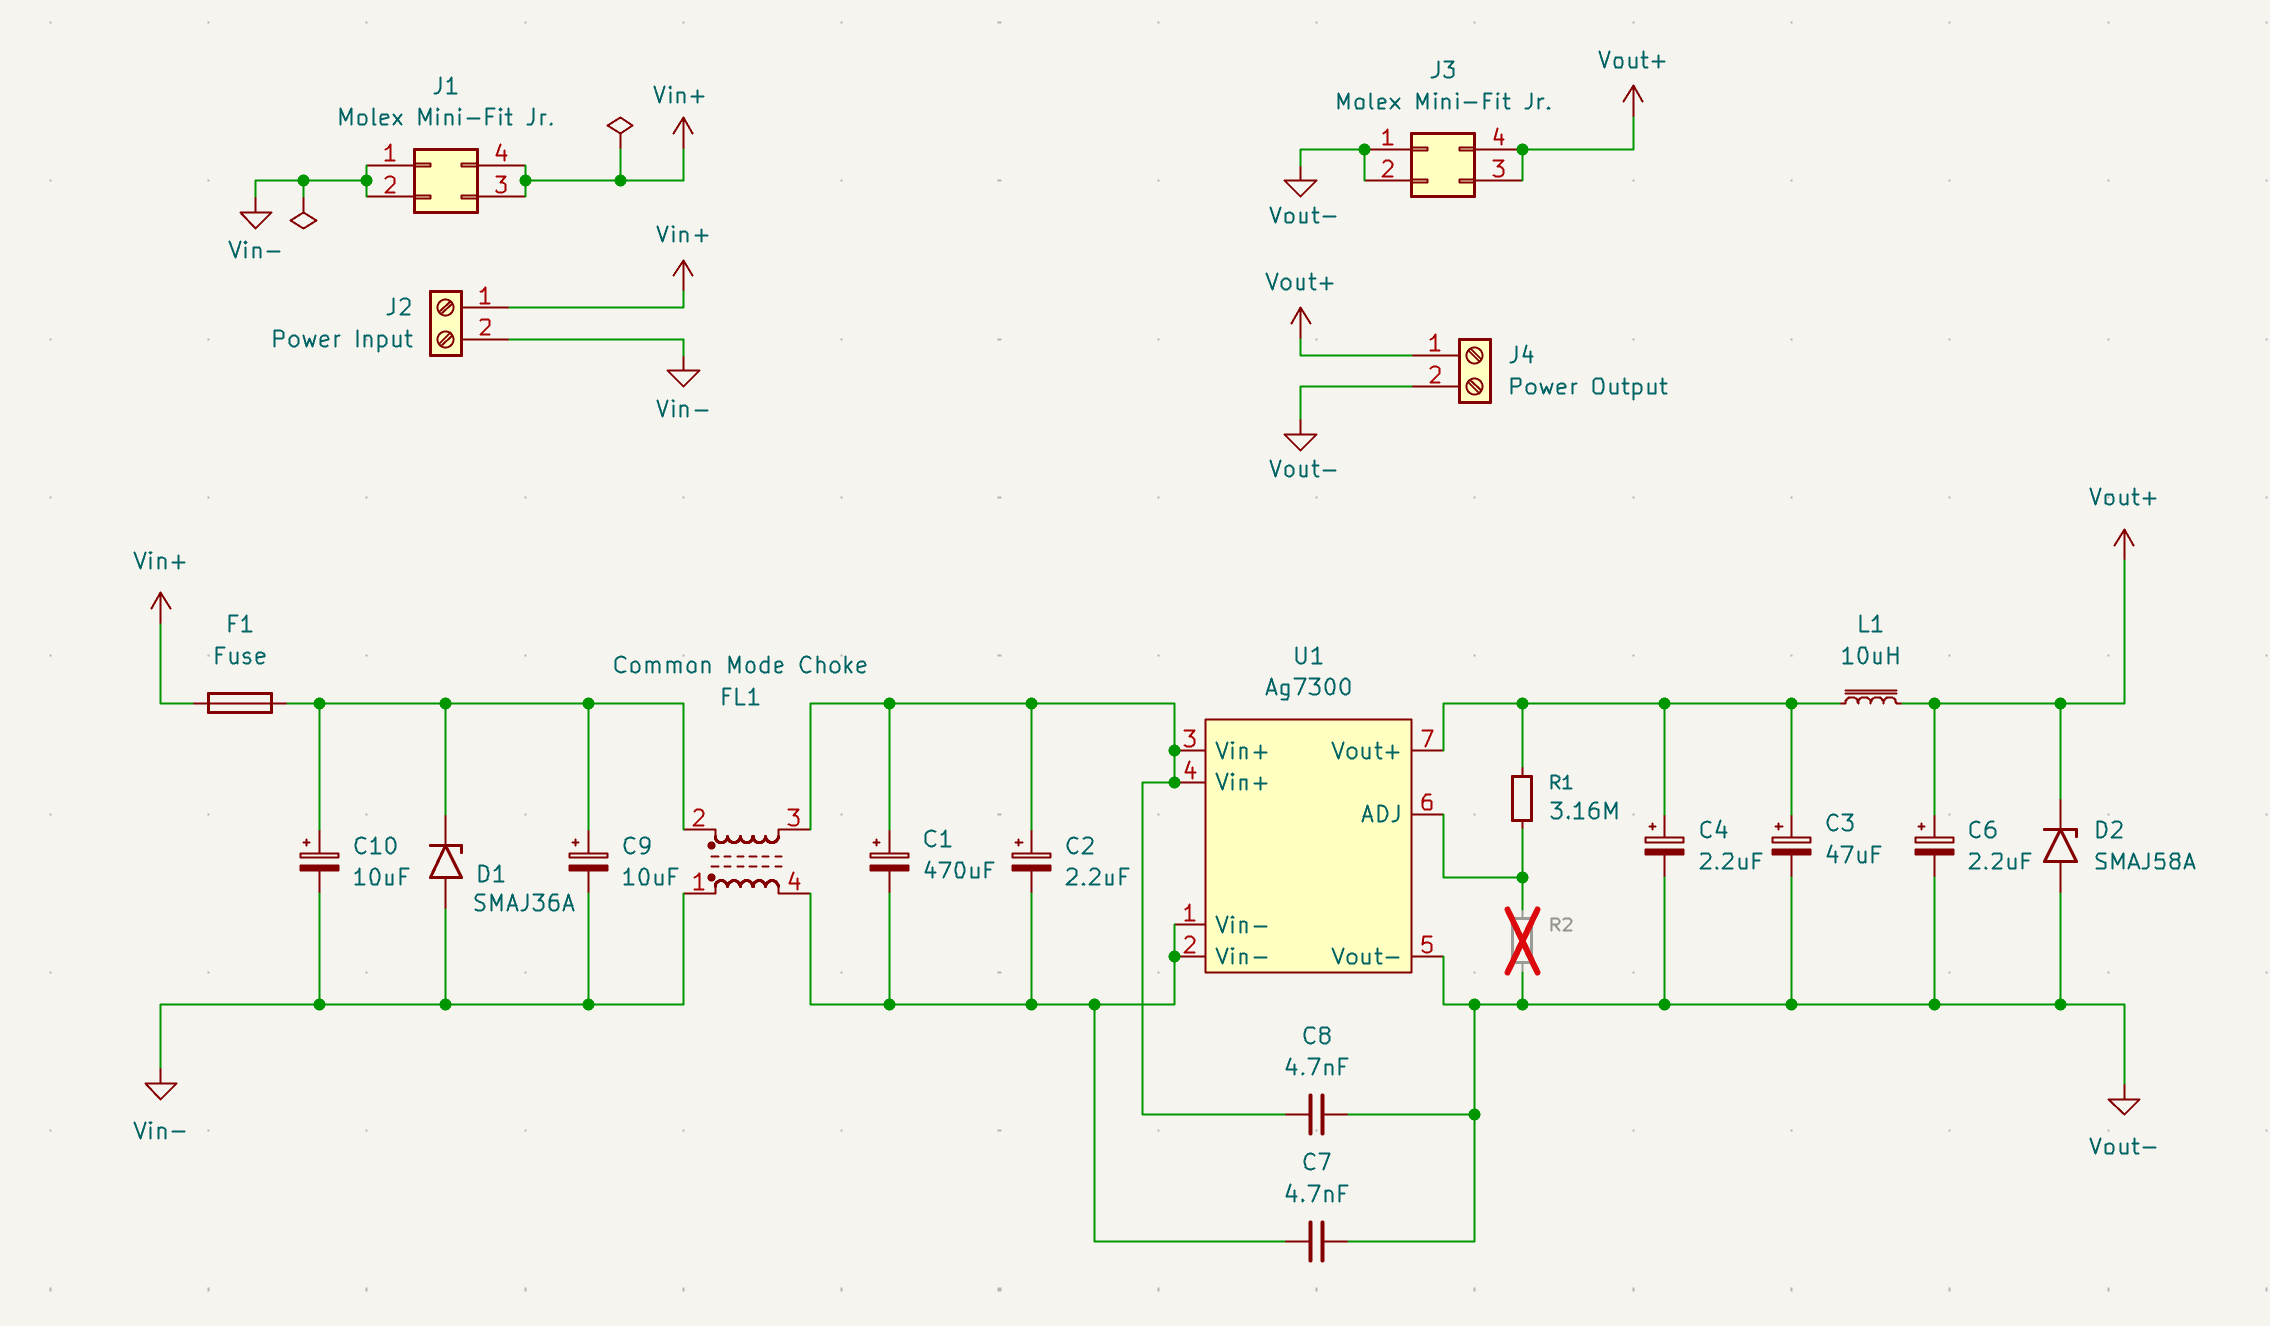 J1
Molex Mini-Fit Jr.
1
2
4
3
Vin+
Vin-
J3
Molex Mini-Fit Jr.
1
2
4
3
Vout+
Vout-
J2
Power Input
1
2
Vin+
Vin-
Vout+
1
2
J4
Power Output
Vout-
Vin+
F1
Fuse
C10
10uF
D1
SMAJ36A
C9
10uF
Vin-
Common Mode Choke
FL1
2
3
1
4
C1
470uF
C2
2.2uF
U1
Ag7300
3
Vin+
4
Vin+
1
Vin-
2
Vin-
Vout+
7
ADJ
6
Vout-
5
R1
3.16M
R2
C8
4.7nF
C7
4.7nF
C4
2.2uF
C3
47uF
L1
10uH
C6
2.2uF
D2
SMAJ58A
Vout+
Vout-